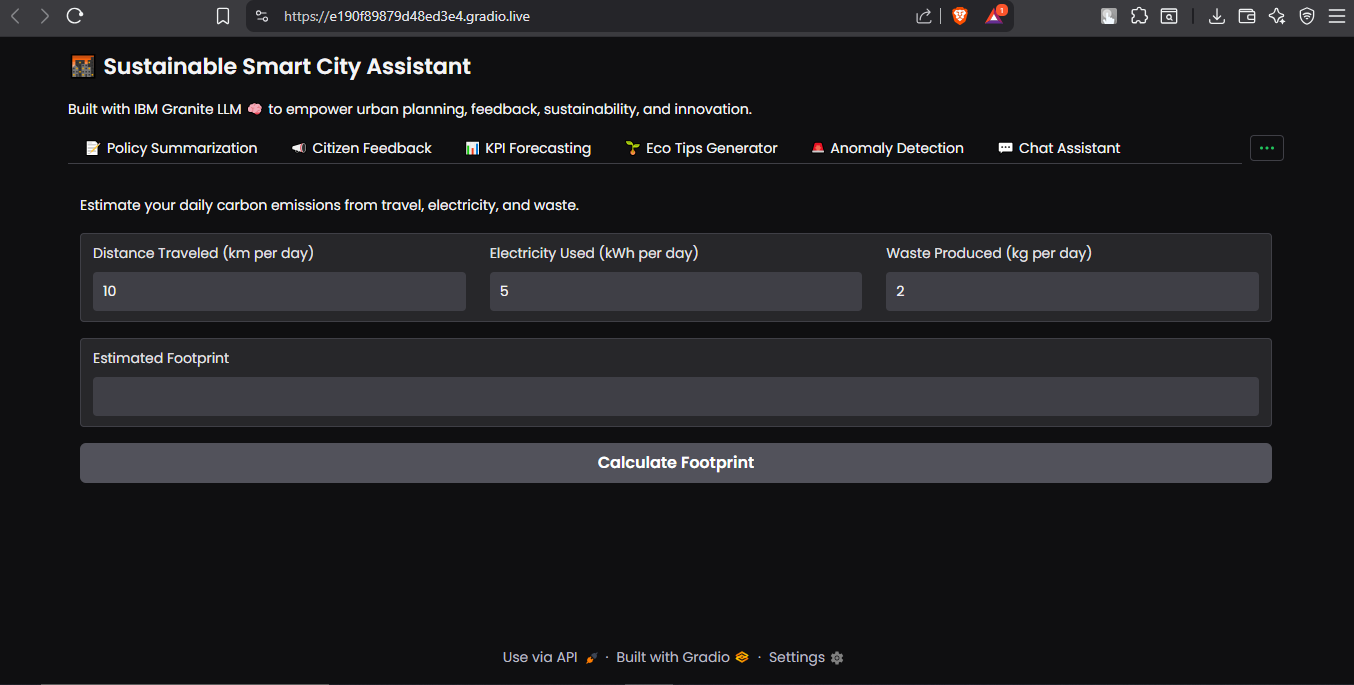 https://e190f89879d48ed3e4.gradio.live
1
Sustainable Smart City Assistant
Built with IBM Granite LLM 🧠 to empower urban planning, feedback, sustainability, and innovation.
📝 Policy Summarization 📢 Citizen Feedback 📊 KPI Forecasting 🌱 Eco Tips Generator 🚨 Anomaly Detection 💬 Chat Assistant
Estimate your daily carbon emissions from travel, electricity, and waste.
Distance Traveled (km per day) Electricity Used (kWh per day) Waste Produced (kg per day)
10 5 2
Estimated Footprint
Calculate Footprint
Use via API 🚀 · Built with Gradio · Settings ⚙️